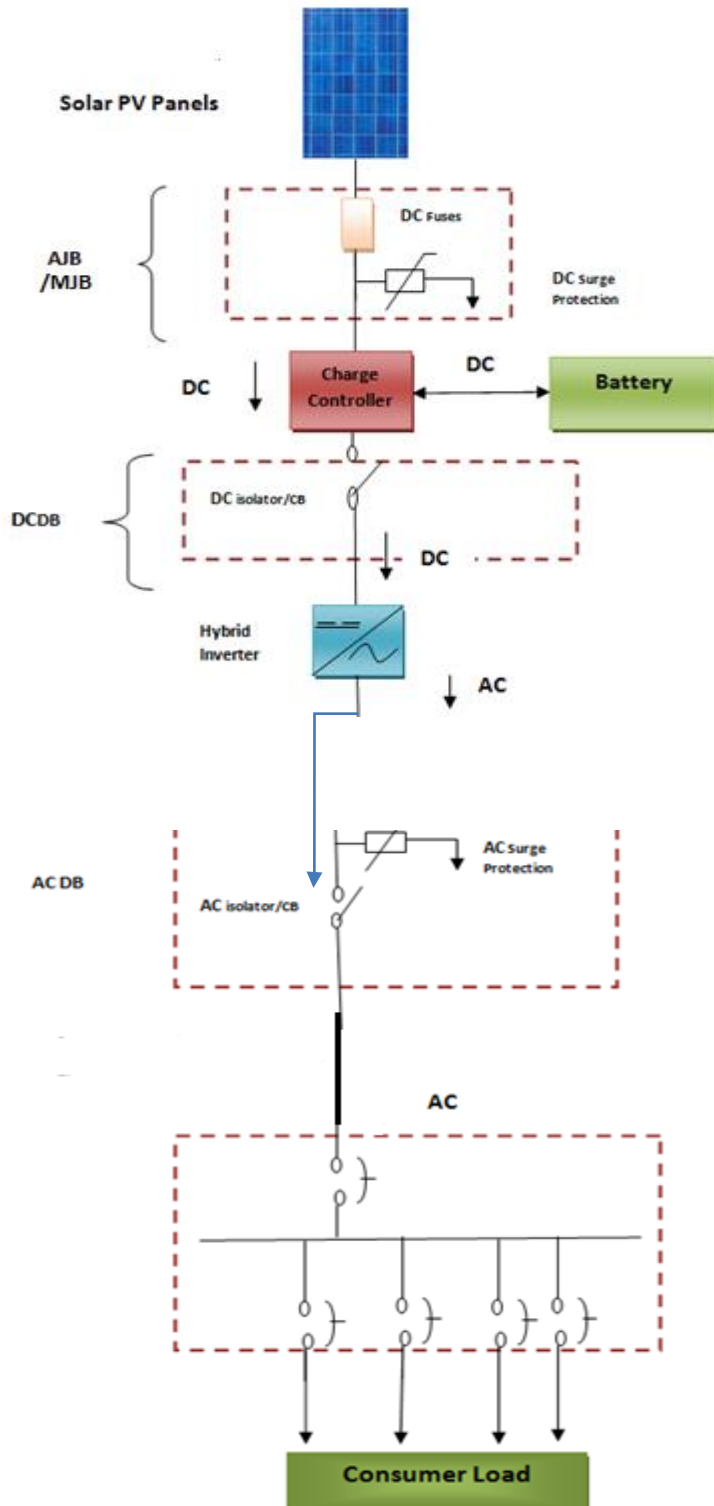 Solar PV Panels
DC Fuses
AJB
/MJB
DC Surge
Protection
DC
Charge
Controller
DC
Battery
DC isolator/CB
DCDB
DC
Hybrid
Inverter
AC
AC Surge
Protection
AC DB
AC isolator/CB
AC
Consumer Load